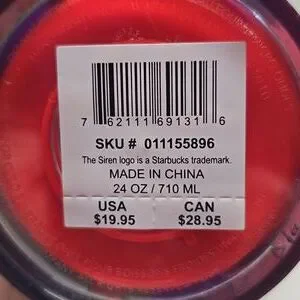 7 62111 69131 6
SKU # 011155896
The Siren logo is a Starbucks trademark.
MADE IN CHINA
24 OZ / 710 ML
USA CAN
$19.95 $28.95